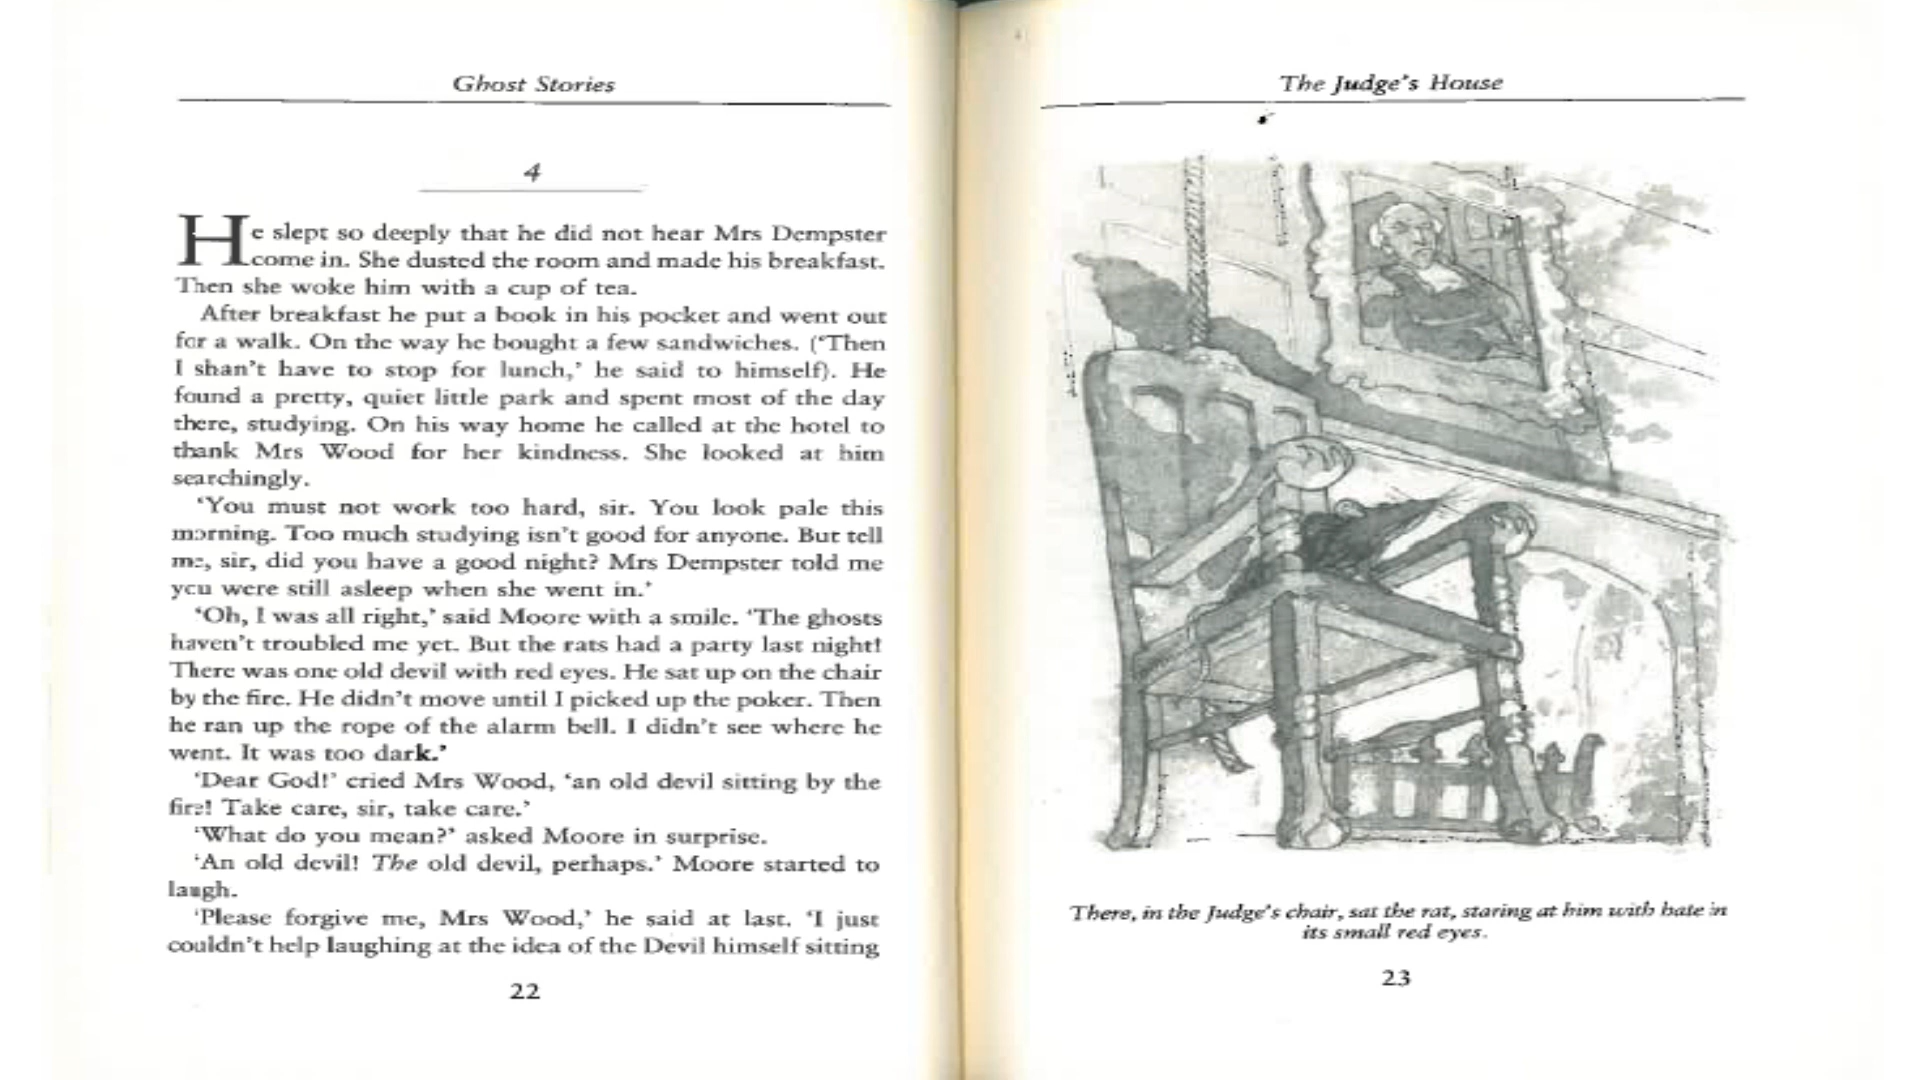 Ghost Stories
4
He slept so deeply that he did not hear Mrs Dempster
come in. She dusted the room and made his breakfast.
Then she woke him with a cup of tea.
After breakfast he put a book in his pocket and went out
for a walk. On the way he bought a few sandwiches. (‘Then
I shan’t have to stop for lunch,’ he said to himself). He
found a pretty, quiet little park and spent most of the day
there, studying. On his way home he called at the hotel to
thank Mrs Wood for her kindness. She looked at him
searchingly.
‘You must not work too hard, sir. You look pale this
morning. Too much studying isn’t good for anyone. But tell
me, sir, did you have a good night? Mrs Dempster told me
you were still asleep when she went in.’
‘Oh, I was all right,’ said Moore with a smile. ‘The ghosts
haven’t troubled me yet. But the rats had a party last night!
There was one old devil with red eyes. He sat up on the chair
by the fire. He didn’t move until I picked up the poker. Then
he ran up the rope of the alarm bell. I didn’t see where he
went. It was too dark.’
‘Dear God!’ cried Mrs Wood, ‘an old devil sitting by the
fire! Take care, sir, take care.’
‘What do you mean?’ asked Moore in surprise.
‘An old devil! The old devil, perhaps.’ Moore started to
laugh.
‘Please forgive me, Mrs Wood,’ he said at last. ‘I just
couldn’t help laughing at the idea of the Devil himself sitting
22
The Judge’s House
There, in the Judge’s chair, sat the rat, staring at him with hate in
its small red eyes.
23